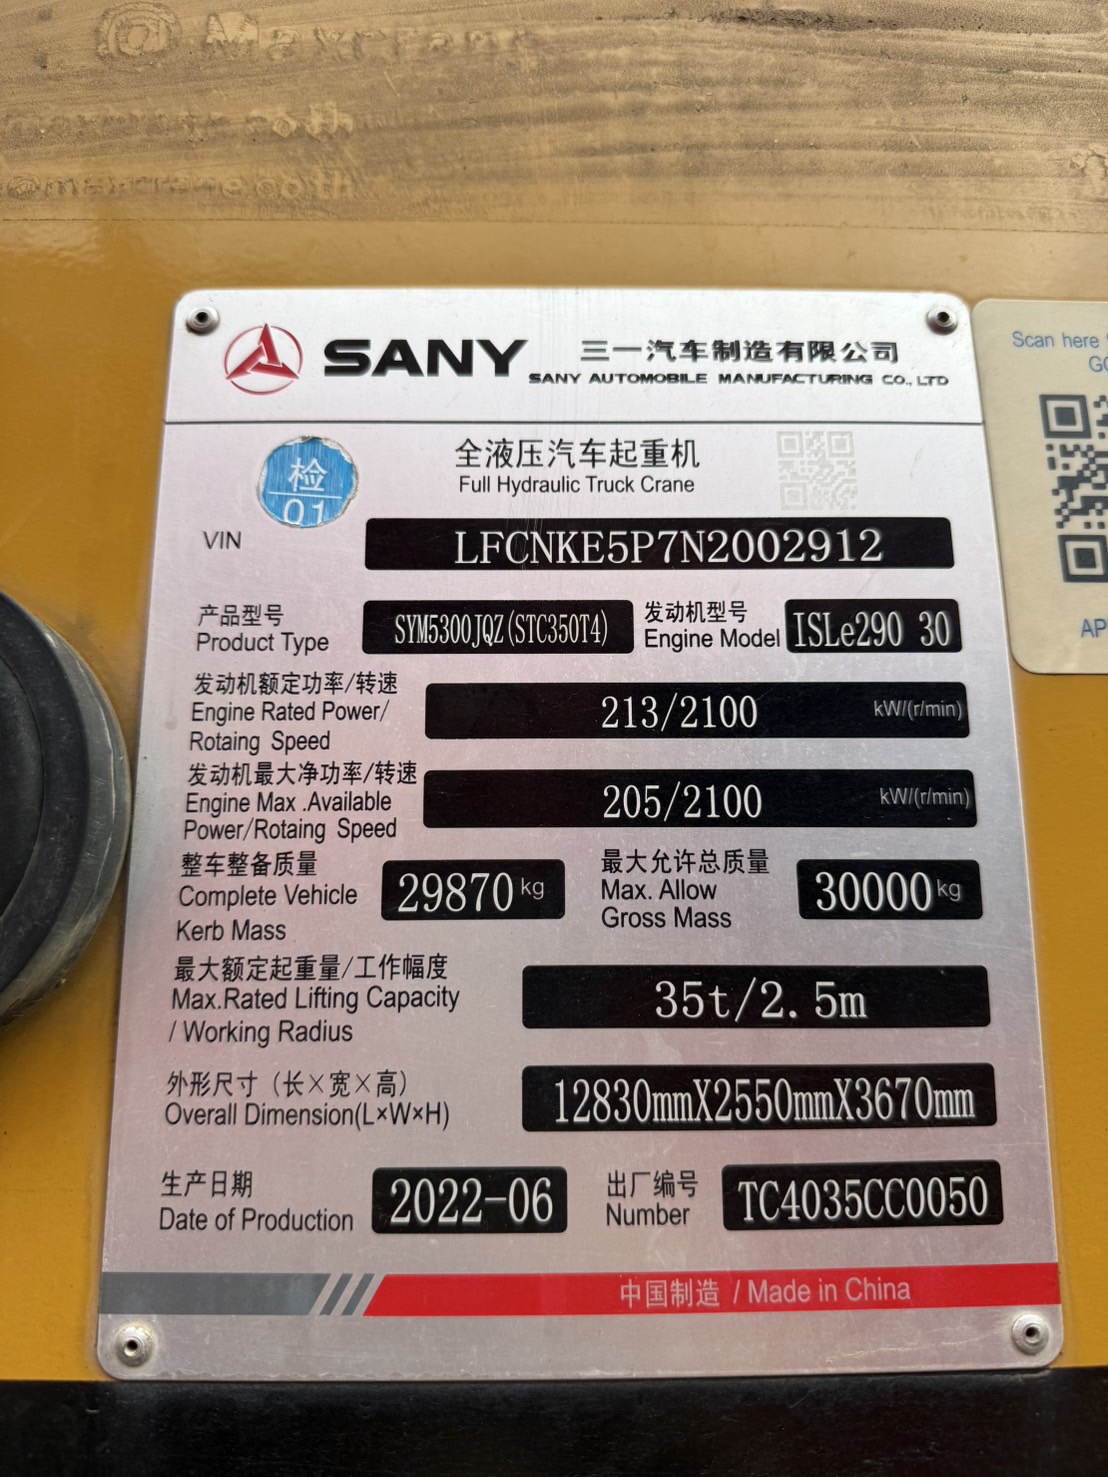 SANY 三一汽车制造有限公司
SANY AUTOMOBILE MANUFACTURING CO., LTD
检
01
全液压汽车起重机
Full Hydraulic Truck Crane
VIN LFCNKE5P7N2002912
产品型号
Product Type SYM5300JQZ(STC350T4)
发动机型号
Engine Model ISLe290 30
发动机额定功率/转速
Engine Rated Power/
Rotaing Speed 213/2100 kW/(r/min)
发动机最大净功率/转速
Engine Max .Available
Power/Rotaing Speed 205/2100 kW/(r/min)
整车整备质量
Complete Vehicle
Kerb Mass 29870 kg
最大允许总质量
Max. Allow
Gross Mass 30000 kg
最大额定起重量/工作幅度
Max.Rated Lifting Capacity
/ Working Radius 35t/2.5m
外形尺寸（长×宽×高）
Overall Dimension(L×W×H) 12830mmX2550mmX3670mm
生产日期
Date of Production 2022-06
出厂编号
Number TC4035CC0050
中国制造 / Made in China
Scan here